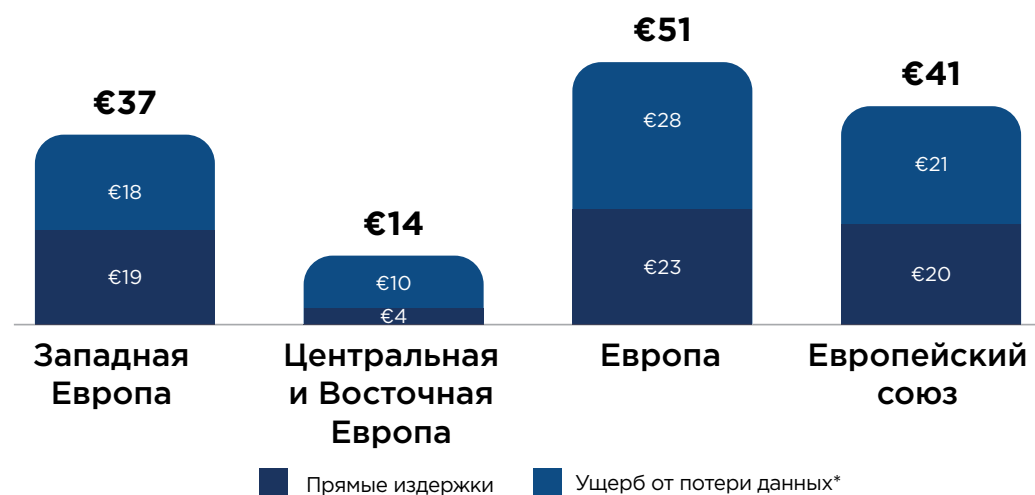 €51
€41
€37
€28
€18
€21
€14
€19
€10
€23
€20
€4
Западная
Европа
Центральная
и Восточная
Европа
Европа
Европейский
союз
Прямые издержки
Ущерб от потери данных*